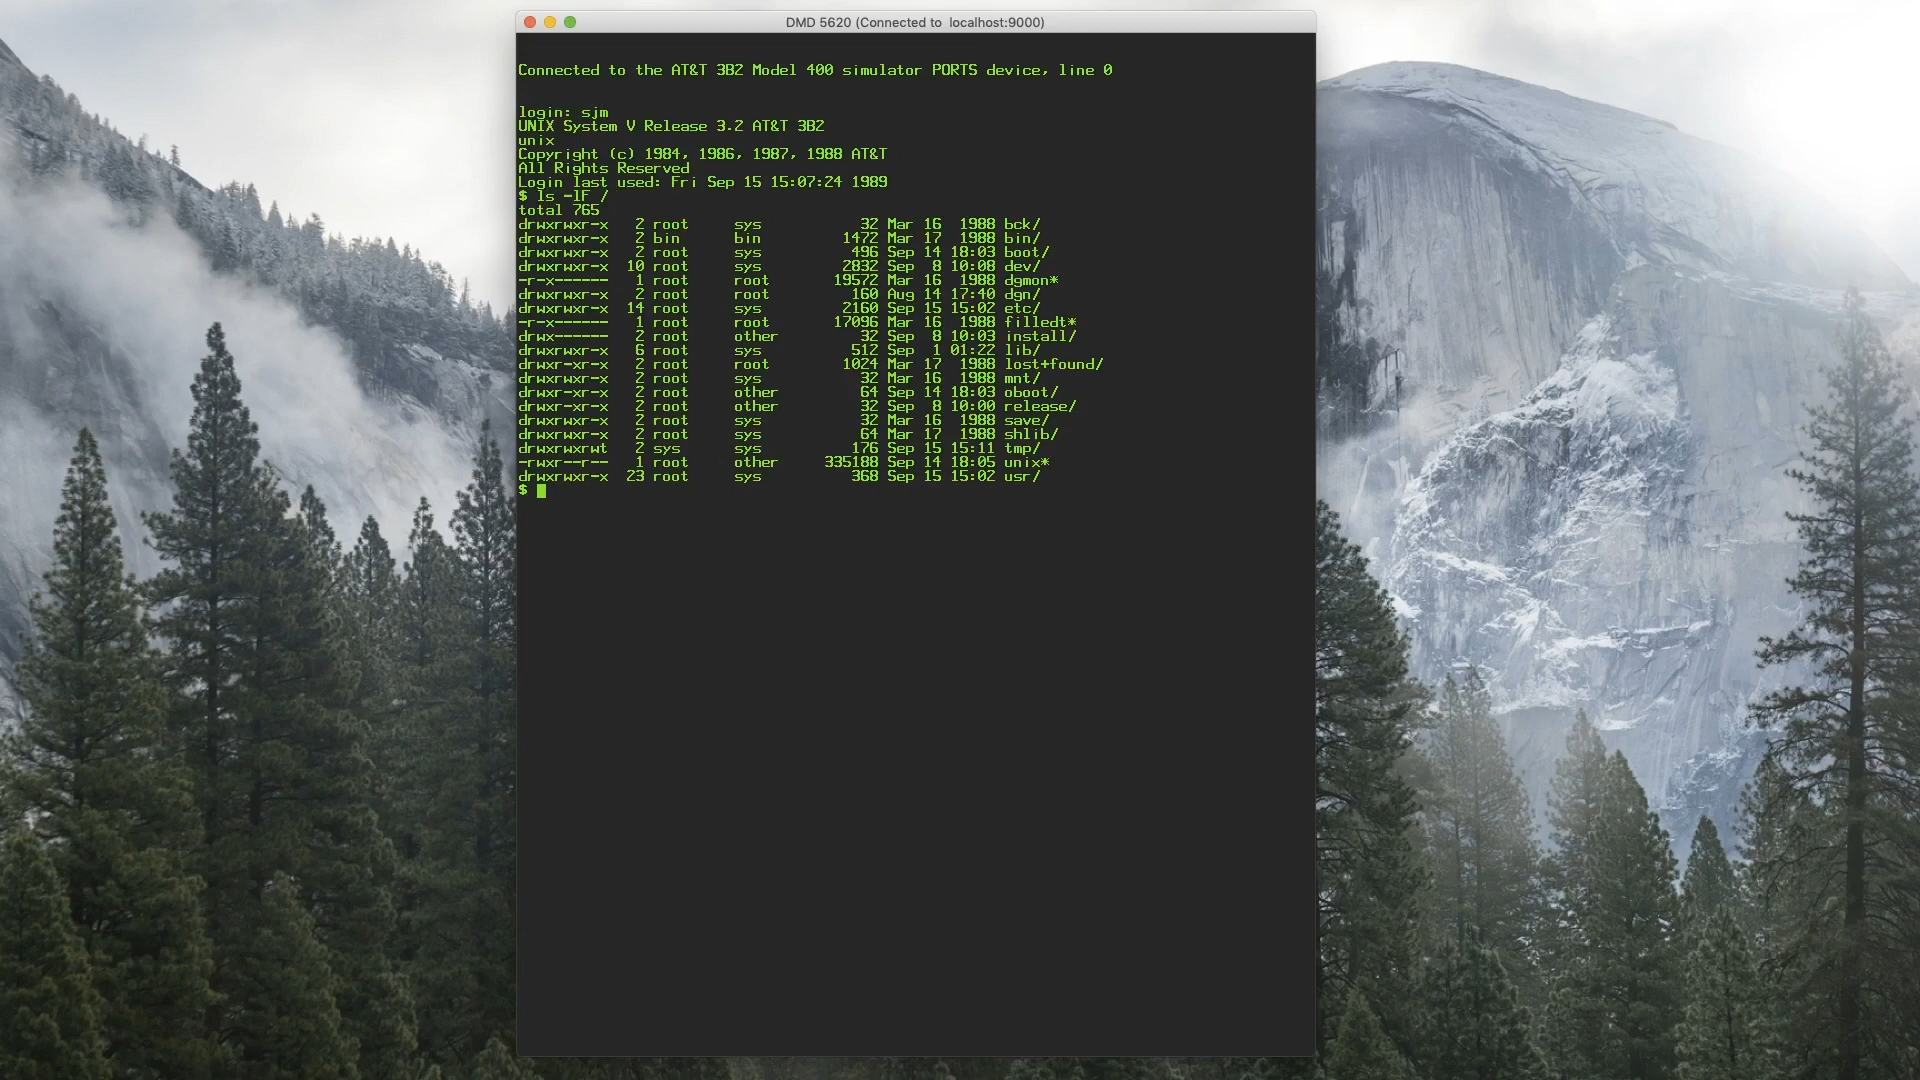 DMD 5620 (Connected to  localhost:9000)
Connected to the AT&T 3B2 Model 400 simulator PORTS device, line 0
login: sjm
UNIX System V Release 3.2 AT&T 3B2
unix
Copyright (c) 1984, 1986, 1987, 1988 AT&T
All Rights Reserved
Login last used: Fri Sep 15 15:07:24 1989
$ ls -lF /
total 765
drwxrwxr-x   2 root     sys           32 Mar 16  1988 bck/
drwxrwxr-x   2 bin      bin         1472 Mar 17  1988 bin/
drwxrwxr-x   2 root     sys          496 Sep 14 18:03 boot/
drwxrwxr-x  10 root     sys         2832 Sep  8 10:08 dev/
-r-x------   1 root     root       19572 Mar 16  1988 dgmon*
drwxrwxr-x   2 root     root         160 Aug 14 17:40 dgn/
drwxrwxr-x  14 root     sys         2160 Sep 15 15:02 etc/
-r-x------   1 root     root       17096 Mar 16  1988 filledt*
drwx------   2 root     other         32 Sep  8 10:03 install/
drwxrwxr-x   6 root     sys          512 Sep  1 01:22 lib/
drwxrwxr-x   2 root     root        1024 Mar 17  1988 lost+found/
drwxrwxr-x   2 root     sys           32 Mar 16  1988 mnt/
drwxr-xr-x   2 root     other         64 Sep 14 18:03 oboot/
drwxr-xr-x   2 root     other         32 Sep  8 10:00 release/
drwxrwxr-x   2 root     sys           32 Mar 16  1988 save/
drwxrwxr-x   2 root     sys           64 Mar 17  1988 shlib/
drwxrwxrwt   2 sys      sys          176 Sep 15 15:11 tmp/
-rwxr--r--   1 root     other     335188 Sep 14 18:05 unix*
drwxrwxr-x  23 root     sys          368 Sep 15 15:02 usr/
$